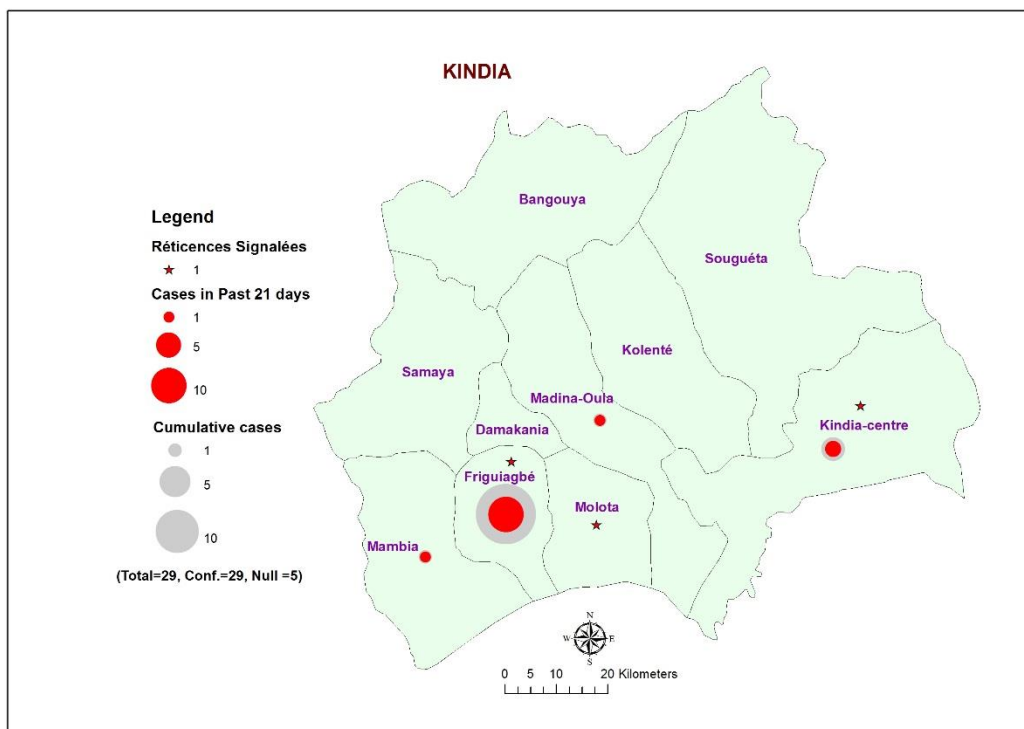 KINDIA
Legend
Réticences Signalées
1
Cases in Past 21 days
1
5
10
Cumulative cases
1
5
10
(Total=29, Conf.=29, Null =5)
Bangouya
Souguéta
Kolenté
Samaya
Madina-Oula
Kindia-centre
Damakania
Friguiagbé
Molota
Mambia
N
W E
S
0 5 10 20 Kilometers